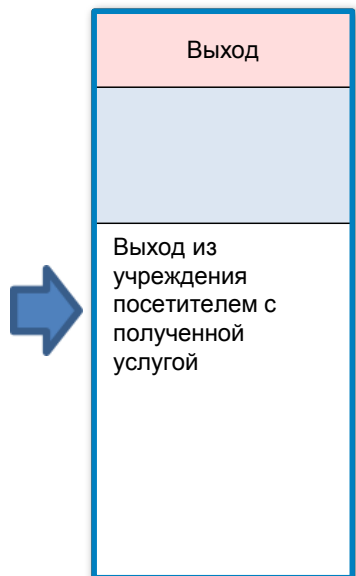 Выход
Выход из
учреждения
посетителем с
полученной
услугой